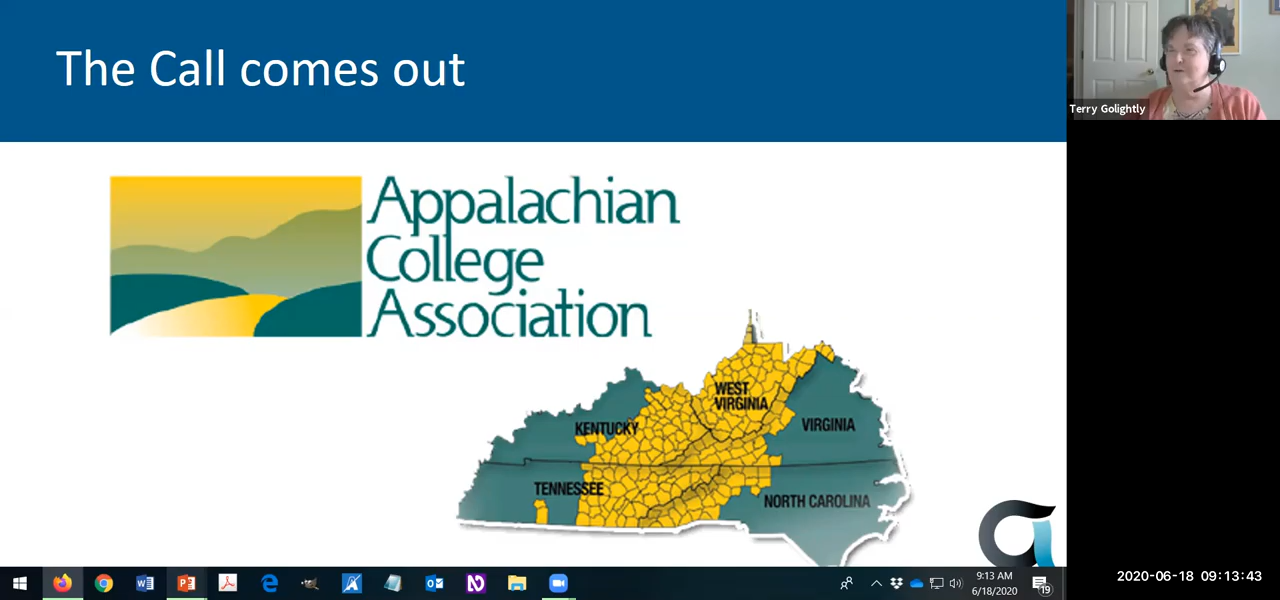 The Call comes out
Terry Golightly
Appalachian
College
Association
WEST
VIRGINIA
KENTUCKY
VIRGINIA
TENNESSEE
NORTH CAROLINA
9:13 AM
6/18/2020
19
2020-06-18 09:13:43